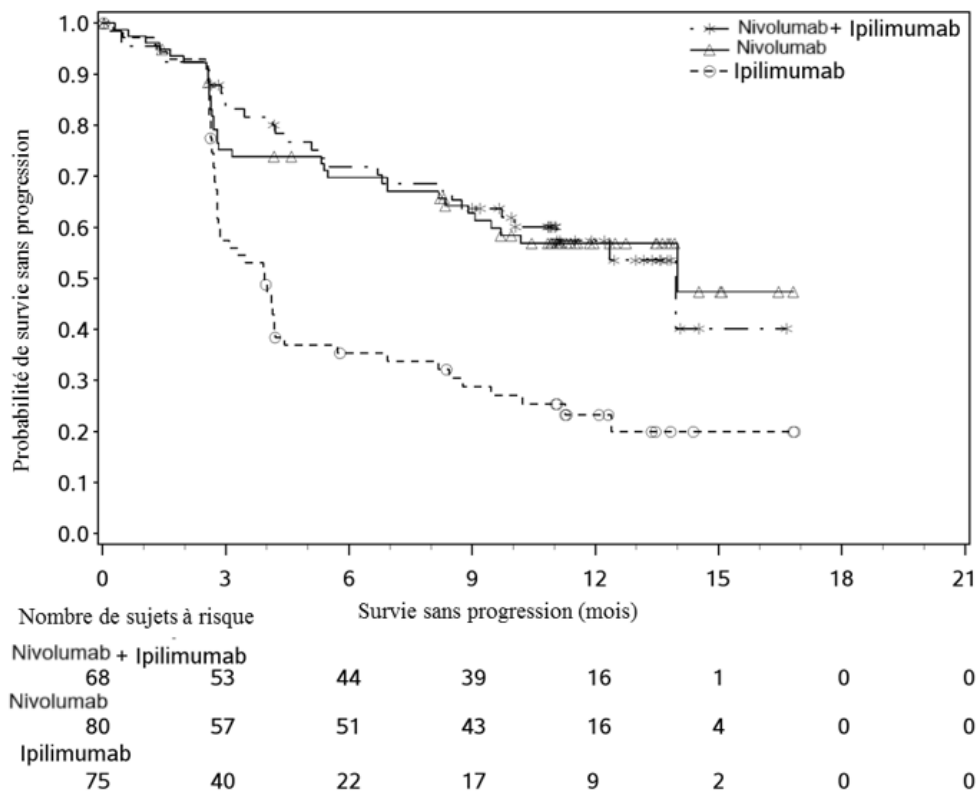 1.0
0.9
0.8
0.7
0.6
0.5
0.4
0.3
0.2
0.1
0.0
Probabilité de survie sans progression
Nivolumab + Ipilimumab
Nivolumab
Ipilimumab
0 3 6 9 12 15 18 21
Nombre de sujets à risque
Survie sans progression (mois)
Nivolumab + Ipilimumab
68 53 44 39 16 1 0 0
Nivolumab
80 57 51 43 16 4 0 0
Ipilimumab
75 40 22 17 9 2 0 0